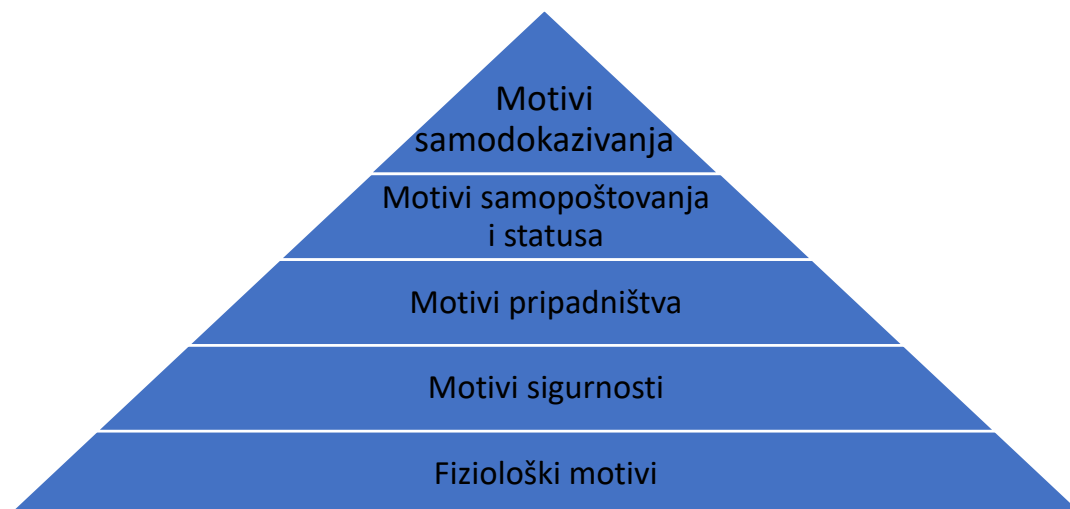 Motivi
samodokazivanja
Motivi samopoštovanja
i statusa
Motivi pripadništva
Motivi sigurnosti
Fiziološki motivi